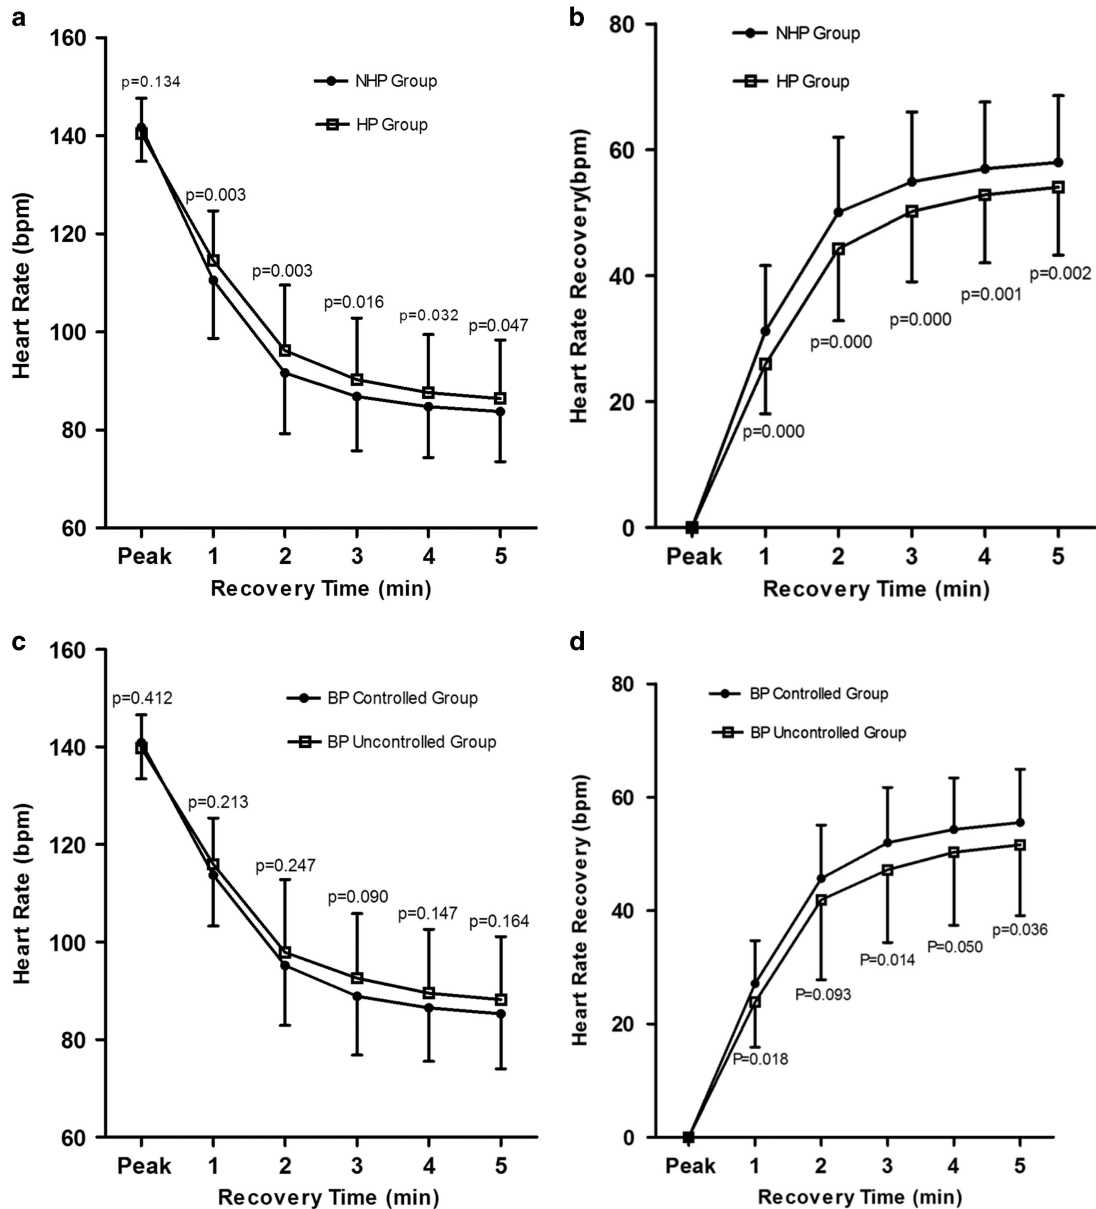 a
160
140
120
100
80
60
Heart Rate (bpm)
NHP Group
HP Group
p=0.134
p=0.003
p=0.003
p=0.016
p=0.032
p=0.047
Peak 1 2 3 4 5
Recovery Time (min)
b
80
60
40
20
0
Heart Rate Recovery(bpm)
NHP Group
HP Group
p=0.000
p=0.000
p=0.000
p=0.001
p=0.002
Peak 1 2 3 4 5
Recovery Time (min)
c
160
140
120
100
80
60
Heart Rate (bpm)
BP Controlled Group
BP Uncontrolled Group
p=0.412
p=0.213
p=0.247
p=0.090
p=0.147
p=0.164
Peak 1 2 3 4 5
Recovery Time (min)
d
80
60
40
20
0
Heart Rate Recovery (bpm)
BP Controlled Group
BP Uncontrolled Group
P=0.018
P=0.093
P=0.014
P=0.050
p=0.036
Peak 1 2 3 4 5
Recovery Time (min)